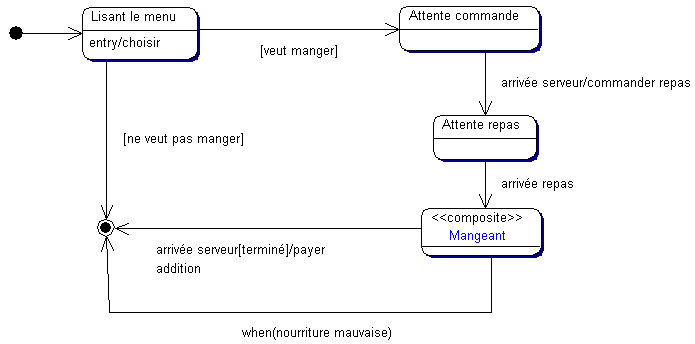 Lisant le menu
entry/choisir
Attente commande
[veut manger]
arrivée serveur/commander repas
Attente repas
[ne veut pas manger]
arrivée repas
<<composite>>
Mangeant
arrivée serveur[terminé]/payer
addition
when(nourriture mauvaise)